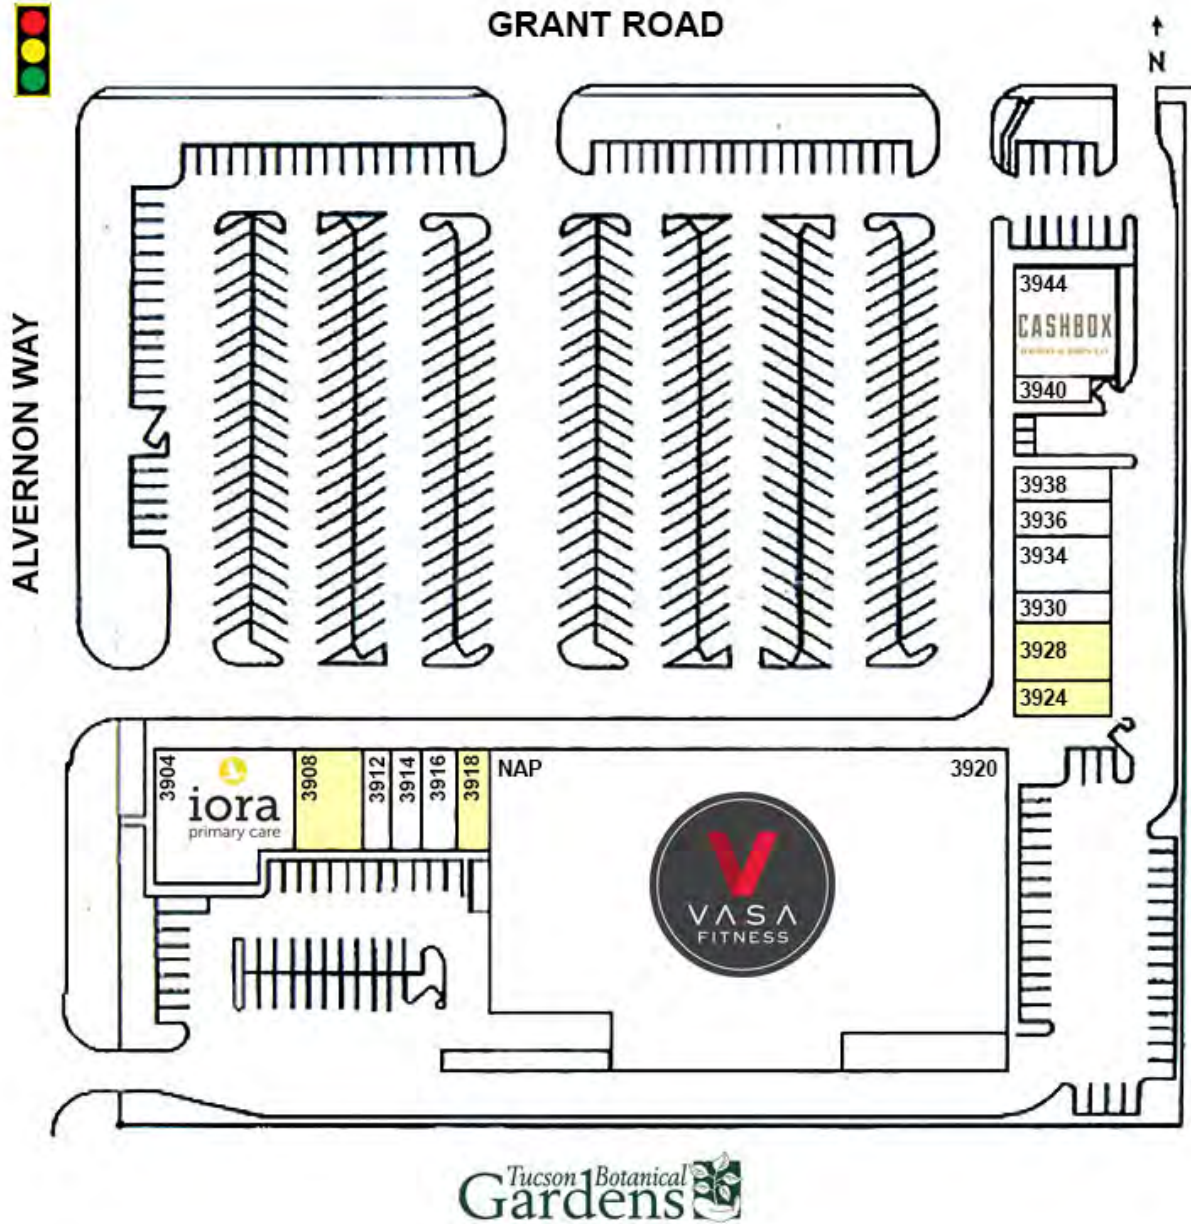 GRANT ROAD
N
ALVERNON WAY
3944
CASHBOX
3940
3938
3936
3934
3930
3928
3924
3904
iora
primary care
3908
3912
3914
3916
3918
NAP
3920
VASA
FITNESS
Tucson Botanical
Gardens